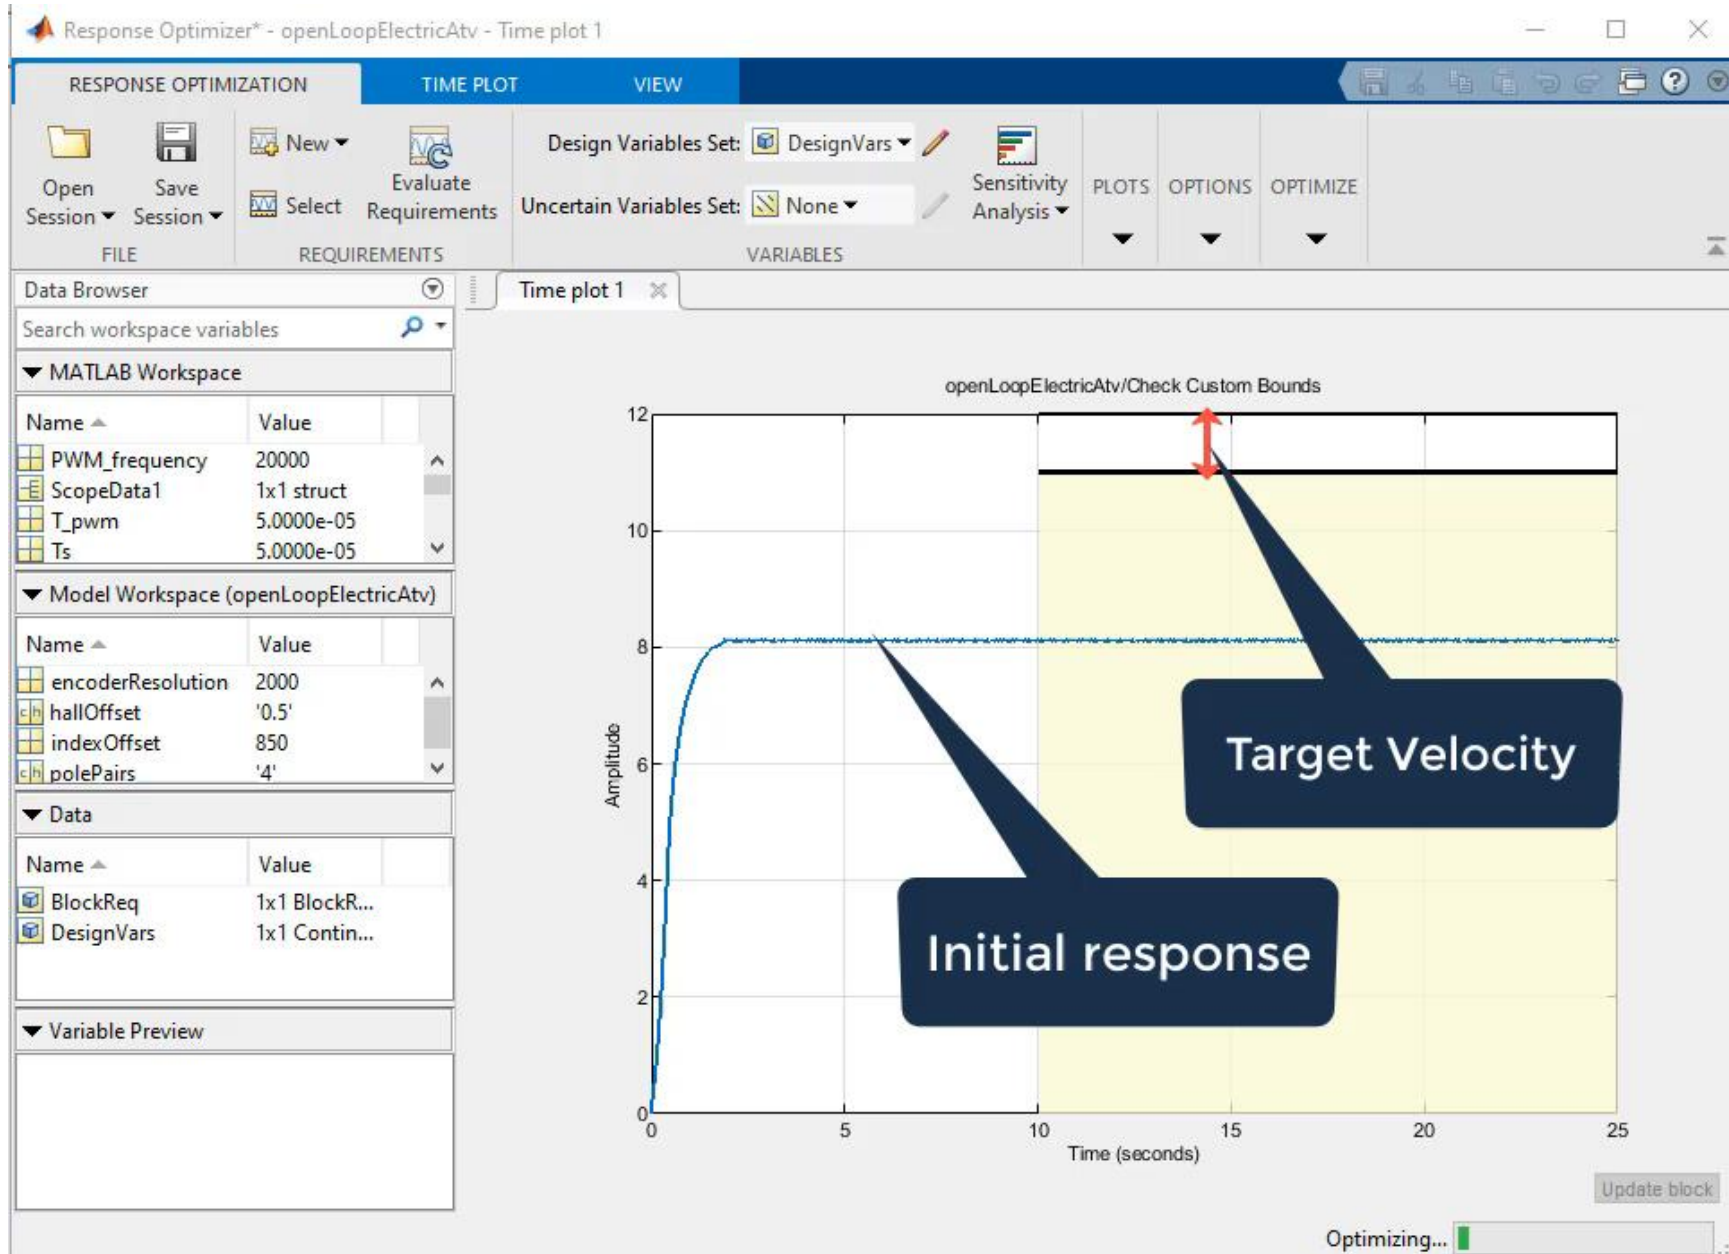 Response Optimizer* - openLoopElectricAtv - Time plot 1
RESPONSE OPTIMIZATION TIME PLOT VIEW
Open Session
Save Session
New
Select
Evaluate Requirements
Design Variables Set: DesignVars
Uncertain Variables Set: None
Sensitivity Analysis
PLOTS OPTIONS OPTIMIZE
FILE REQUIREMENTS VARIABLES
Data Browser
Search workspace variables
MATLAB Workspace
Name Value
PWM_frequency 20000
ScopeData1 1x1 struct
T_pwm 5.0000e-05
Ts 5.0000e-05
Model Workspace (openLoopElectricAtv)
Name Value
encoderResolution 2000
hallOffset '0.5'
indexOffset 850
polePairs '4'
Data
Name Value
BlockReq 1x1 BlockR...
DesignVars 1x1 Contin...
Variable Preview
Time plot 1
openLoopElectricAtv/Check Custom Bounds
12
10
8
6
4
2
0
Amplitude
Target Velocity
Initial response
0 5 10 15 20 25
Time (seconds)
Update block
Optimizing...